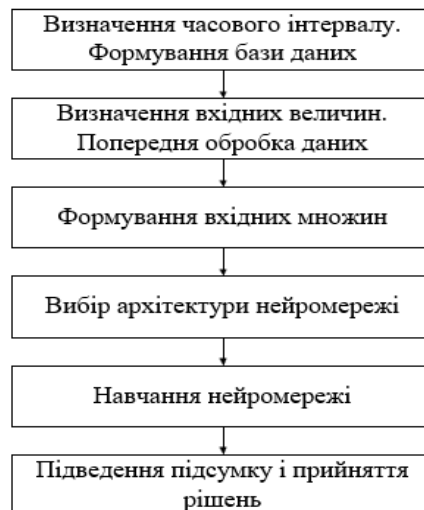 Визначення часового інтервалу.
Формування бази даних
Визначення вхідних величин.
Попередня обробка даних
Формування вхідних множин
Вибір архітектури нейромережі
Навчання нейромережі
Підведення підсумку і прийняття
рішень